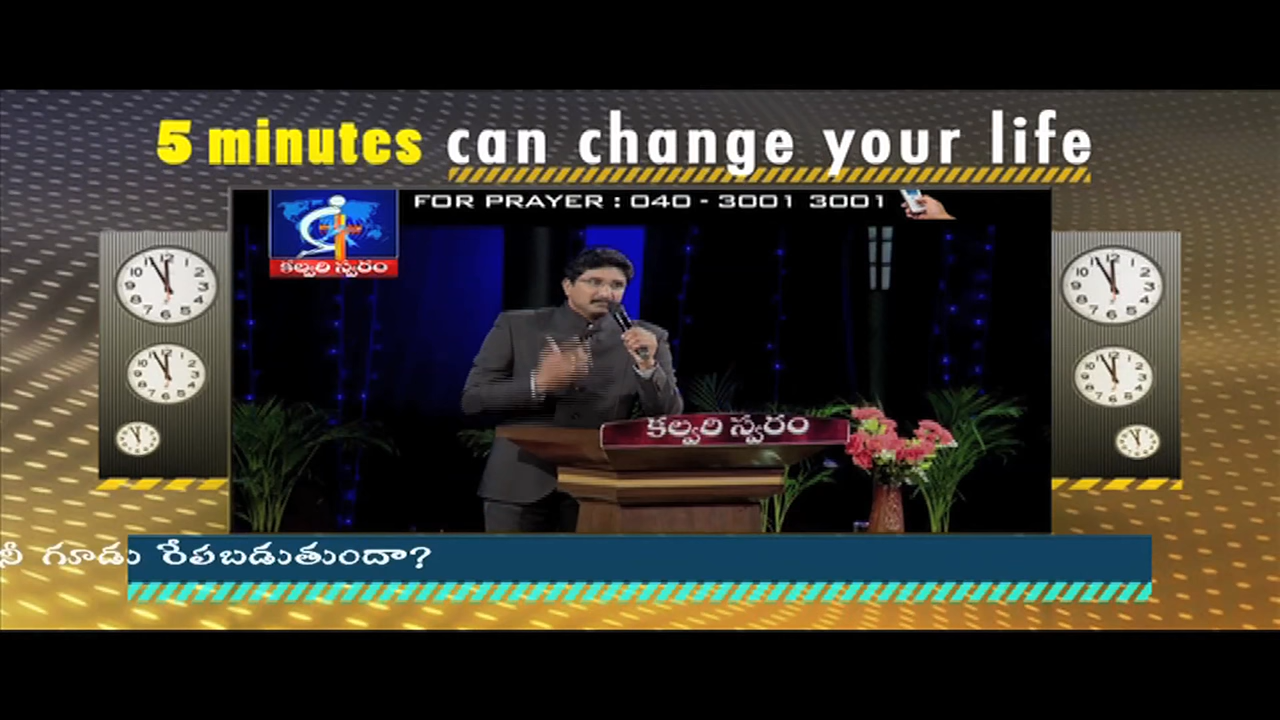 5 minutes can change your life
FOR PRAYER : 040 - 3001 3001
కల్వరి స్వరం
కల్వరి స్వరం
నీ గూడు రేపబడుతుందా?